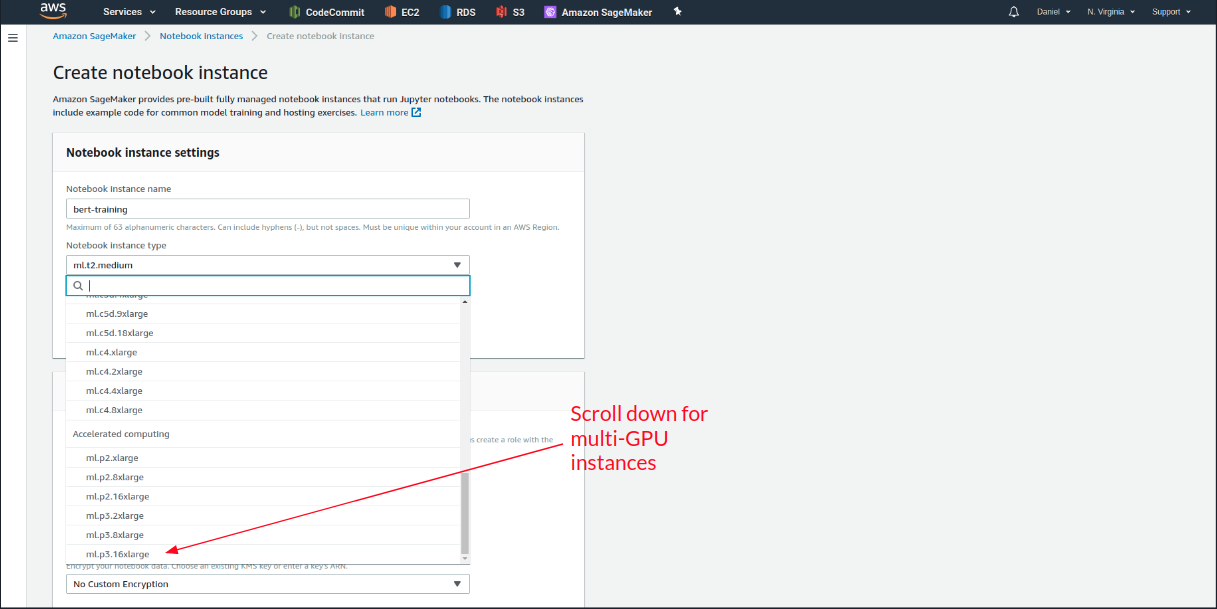 aws Services Resource Groups CodeCommit EC2 RDS S3 Amazon SageMaker Daniel N. Virginia Support
Amazon SageMaker Notebook instances Create notebook instance
Create notebook instance
Amazon SageMaker provides pre-built fully managed notebook instances that run Jupyter notebooks. The notebook instances
include example code for common model training and hosting exercises. Learn more
Notebook instance settings
Notebook instance name
bert-training
Maximum of 63 alphanumeric characters. Can include hyphens (-), but not spaces. Must be unique within your account in an AWS Region.
Notebook instance type
ml.t2.medium
ml.c5d.9xlarge
ml.c5d.18xlarge
ml.c4.xlarge
ml.c4.2xlarge
ml.c4.4xlarge
ml.c4.8xlarge
Accelerated computing
ml.p2.xlarge
ml.p2.8xlarge
ml.p2.16xlarge
ml.p3.2xlarge
ml.p3.8xlarge
ml.p3.16xlarge
create a role with the
Scroll down for
multi-GPU
instances
Encrypt your notebook data. Choose an existing KMS key or enter a key's ARN.
No Custom Encryption